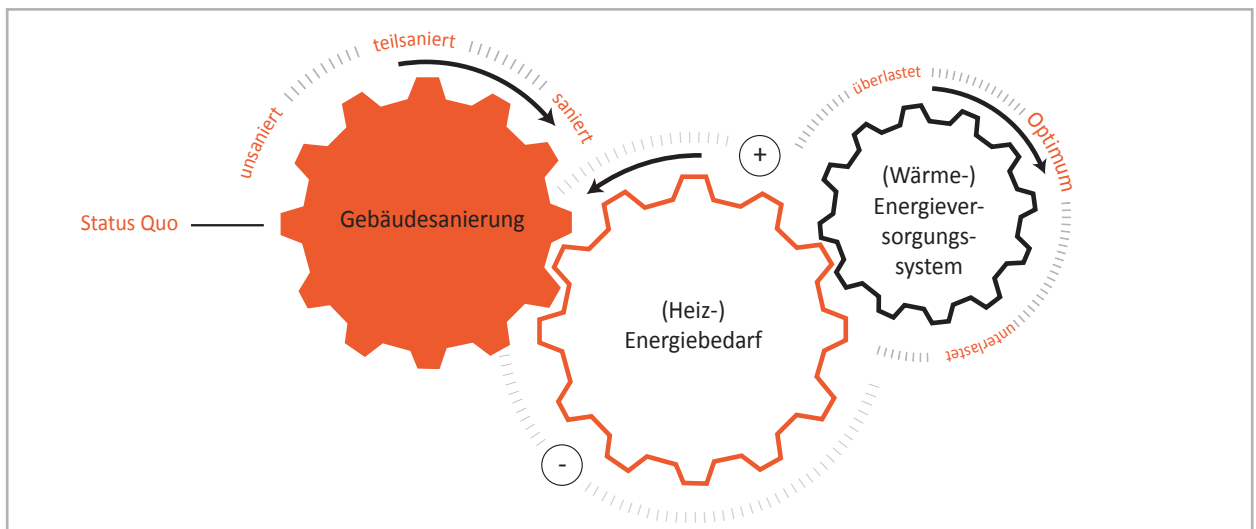 Status Quo
unsaniert
teilsaniert
saniert
Gebäudesanierung
+
-
(Heiz-)
Energiebedarf
überlastet
Optimum
unterlastet
(Wärme-)
Energiever-
sorgungs-
system